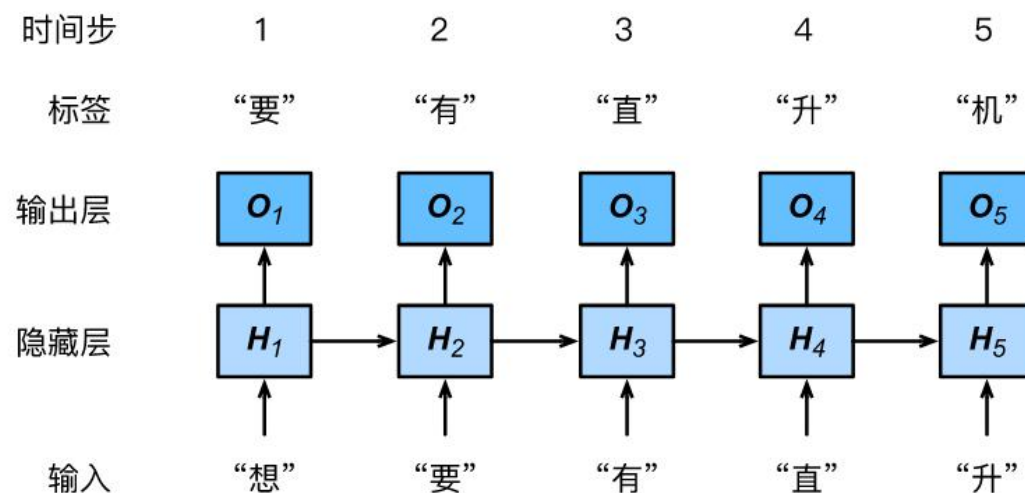 时间步 1 2 3 4 5
标签 “要” “有” “直” “升” “机”
输出层 O1 O2 O3 O4 O5
隐藏层 H1 H2 H3 H4 H5
输入 “想” “要” “有” “直” “升”